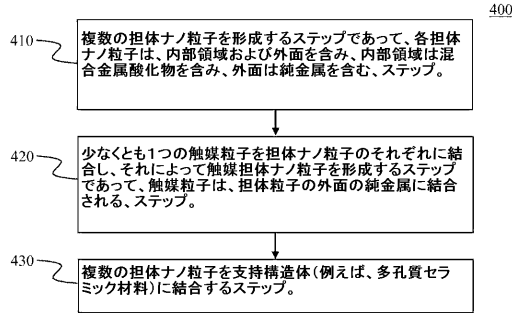 400
410
複数の担体ナノ粒子を形成するステップであって、各担体
ナノ粒子は、内部領域および外面を含み、内部領域は混
合金属酸化物を含み、外面は純金属を含む、ステップ。
420
少なくとも1つの触媒粒子を担体ナノ粒子のそれぞれに結
合し、それによって触媒担体ナノ粒子を形成するステップ
であって、触媒粒子は、担体粒子の外面の純金属に結合
される、ステップ。
430
複数の担体ナノ粒子を支持構造体(例えば、多孔質セラ
ミック材料)に結合するステップ。